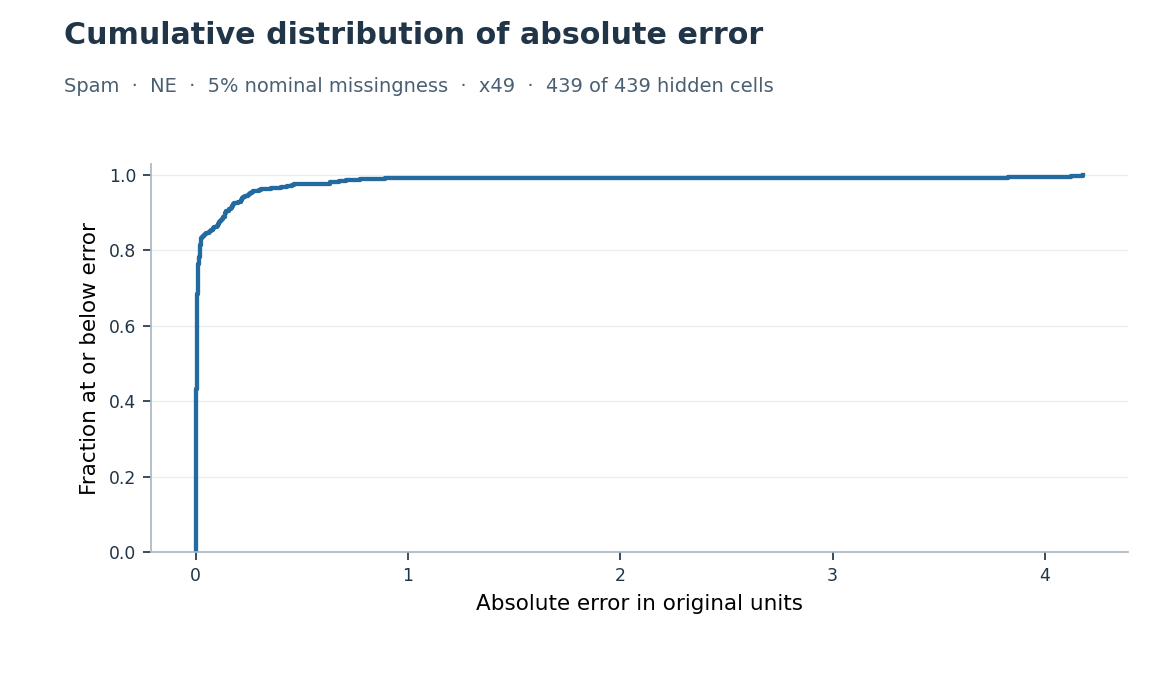 Cumulative distribution of absolute error
Spam · NE · 5% nominal missingness · x49 · 439 of 439 hidden cells
Fraction at or below error
1.0
0.8
0.6
0.4
0.2
0.0
0 1 2 3 4
Absolute error in original units